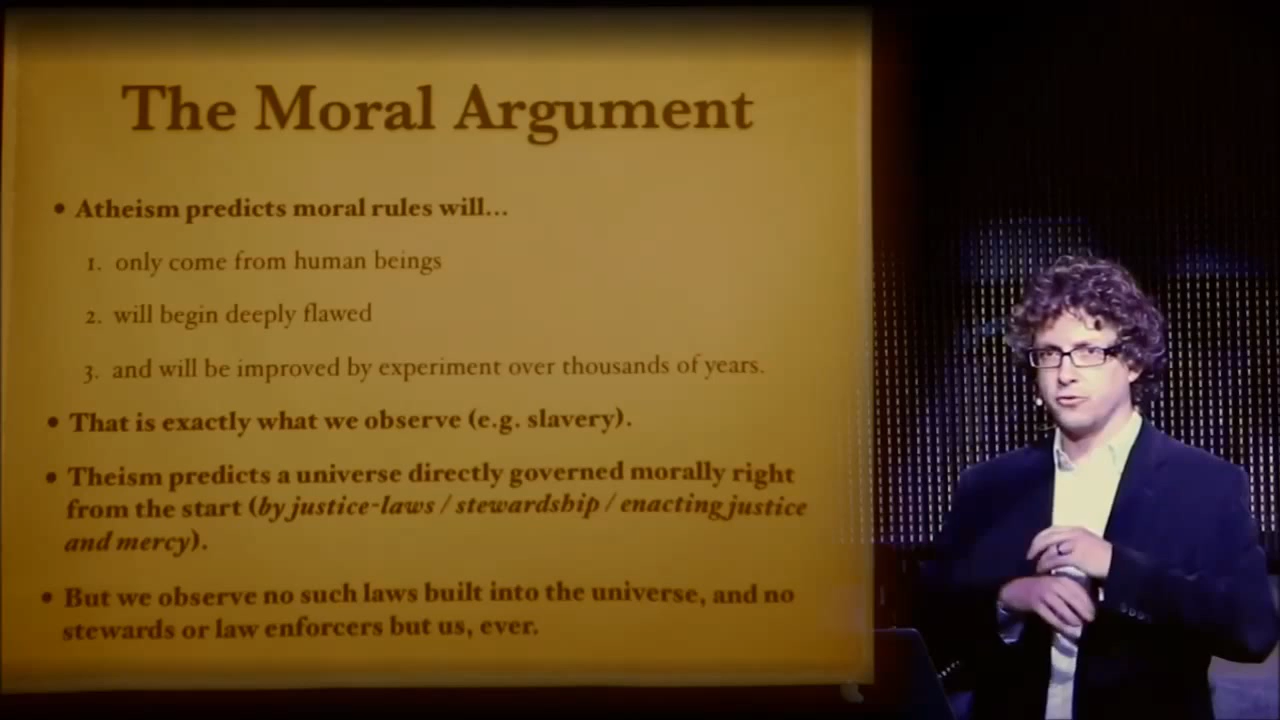 The Moral Argument
• Atheism predicts moral rules will...
1. only come from human beings
2. will begin deeply flawed
3. and will be improved by experiment over thousands of years.
• That is exactly what we observe (e.g. slavery).
• Theism predicts a universe directly governed morally right
from the start (by justice-laws / stewardship / enacting justice
and mercy).
• But we observe no such laws built into the universe, and no
stewards or law enforcers but us, ever.